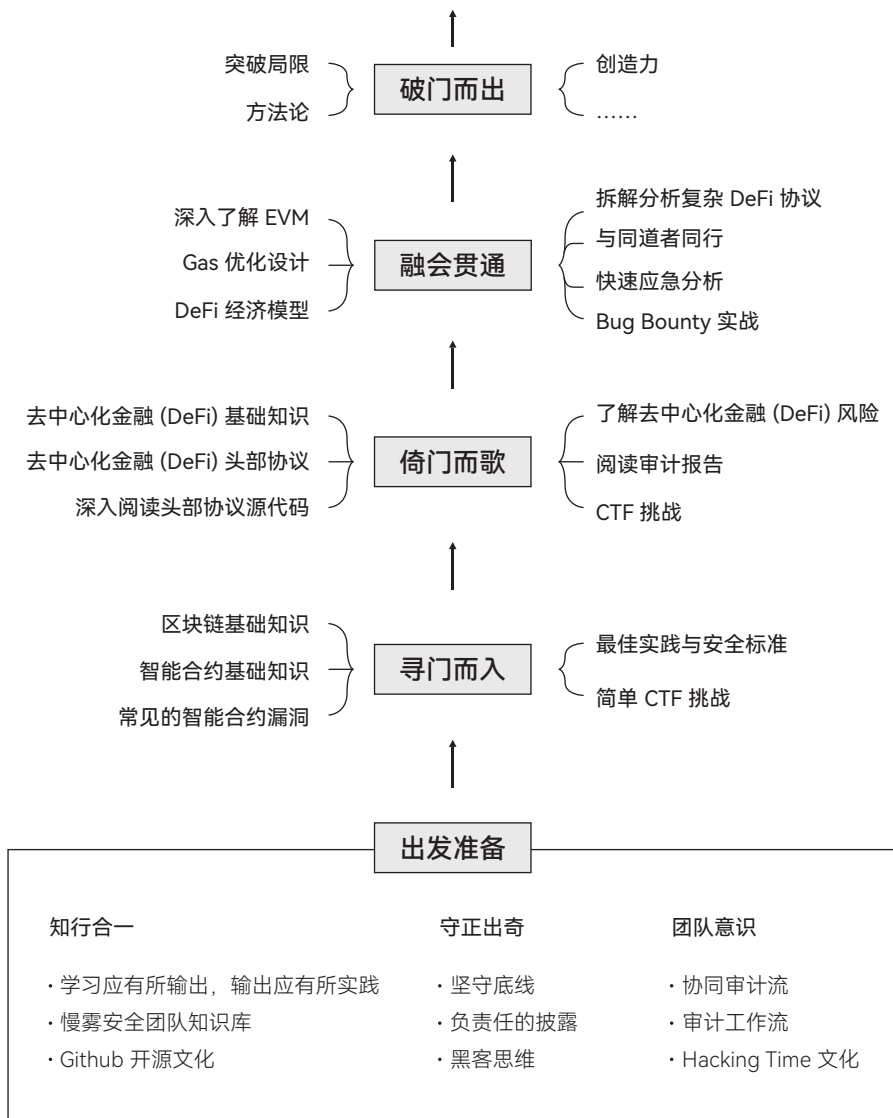 突破局限
方法论
破门而出
创造力
……
深入了解 EVM
Gas 优化设计
DeFi 经济模型
融会贯通
拆解分析复杂 DeFi 协议
与同道者同行
快速应急分析
Bug Bounty 实战
去中心化金融 (DeFi) 基础知识
去中心化金融 (DeFi) 头部协议
深入阅读头部协议源代码
倚门而歌
了解去中心化金融 (DeFi) 风险
阅读审计报告
CTF 挑战
区块链基础知识
智能合约基础知识
常见的智能合约漏洞
寻门而入
最佳实践与安全标准
简单 CTF 挑战
出发准备
知行合一
· 学习应有所输出，输出应有所实践
· 慢雾安全团队知识库
· Github 开源文化
守正出奇
· 坚守底线
· 负责任的披露
· 黑客思维
团队意识
· 协同审计流
· 审计工作流
· Hacking Time 文化